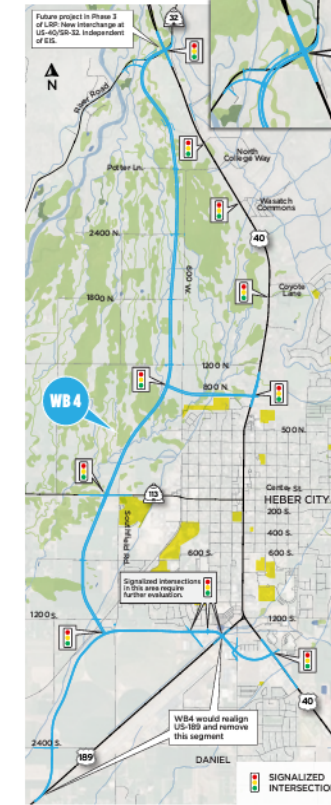 Future project in Phase 3
of LRP: New interchange at
US-40/SR-32. Independent
of EIS.
32
N
River Road
North
College Way
Potter Ln.
Wasatch
Commons
2400 N.
40
600 W.
Coyote
Lane
1800 N.
1200 N.
800 N.
WB 4
500 N.
Center St.
113
HEBER CITY
200 S.
Southfield Rd.
400 S.
600 S.
600 S.
Signalized intersections
in this area require
further evaluation.
1200 S.
1200 S.
40
WB4 would realign
US-189 and remove
this segment
2400 S.
189
DANIEL
SIGNALIZED
INTERSECTIO